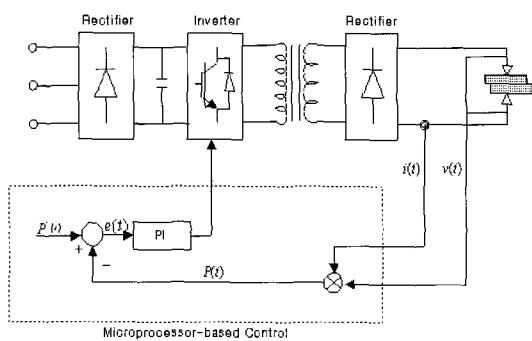 Rectifier
Inverter
Rectifier
i(t)
v(t)
e(t)
PI
+
−
P(t)
Microprocessor-based Control